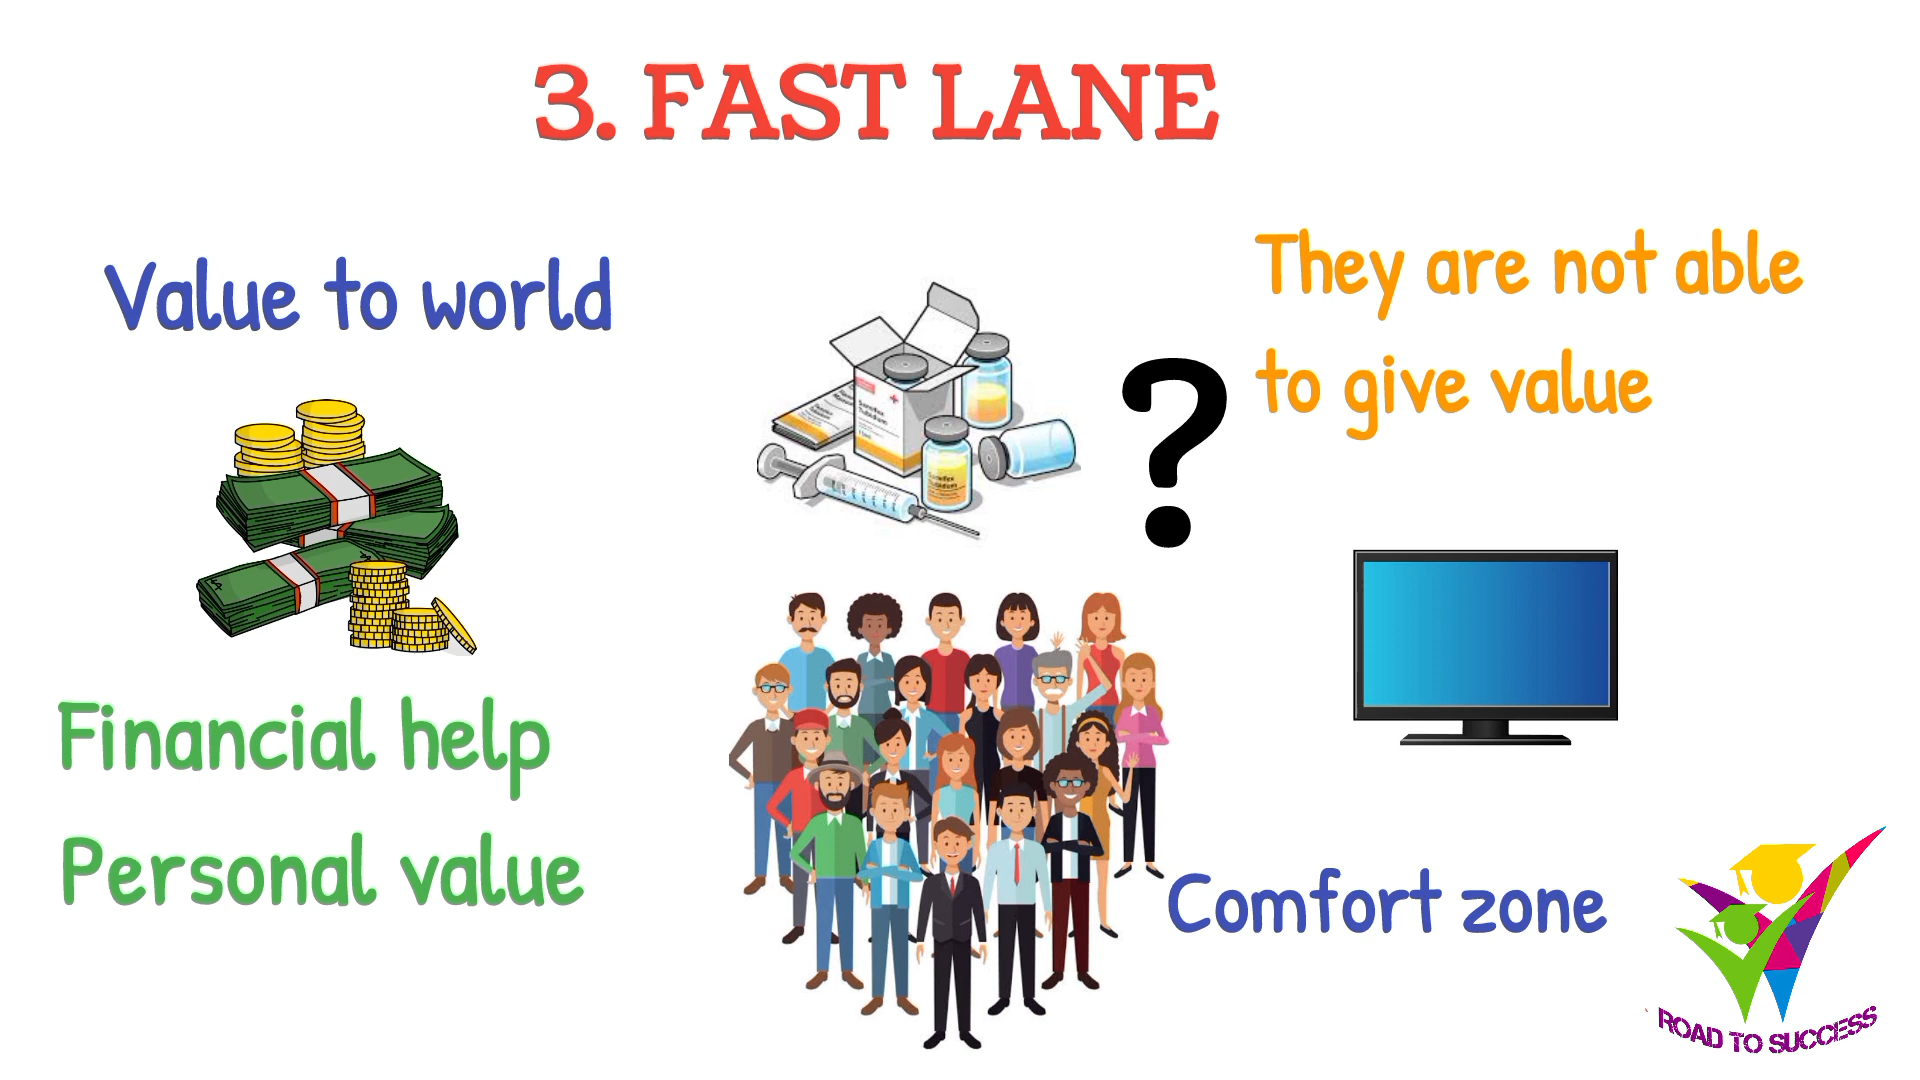 3. FAST LANE
Value to world
They are not able
to give value
Financial help
Personal value
Comfort zone
ROAD TO SUCCESS